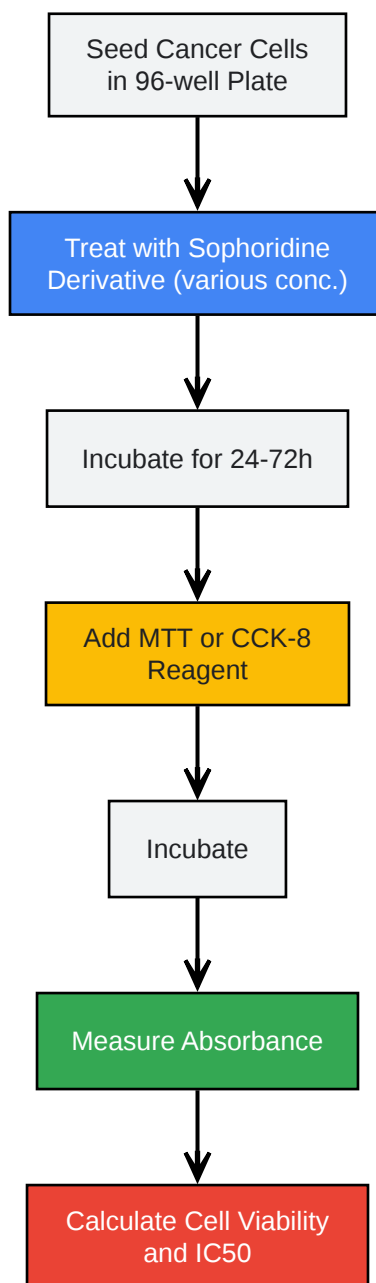 Seed Cancer Cells
in 96-well Plate
Treat with Sophoridine
Derivative (various conc.)
Incubate for 24-72h
Add MTT or CCK-8
Reagent
Incubate
Measure Absorbance
Calculate Cell Viability
and IC50